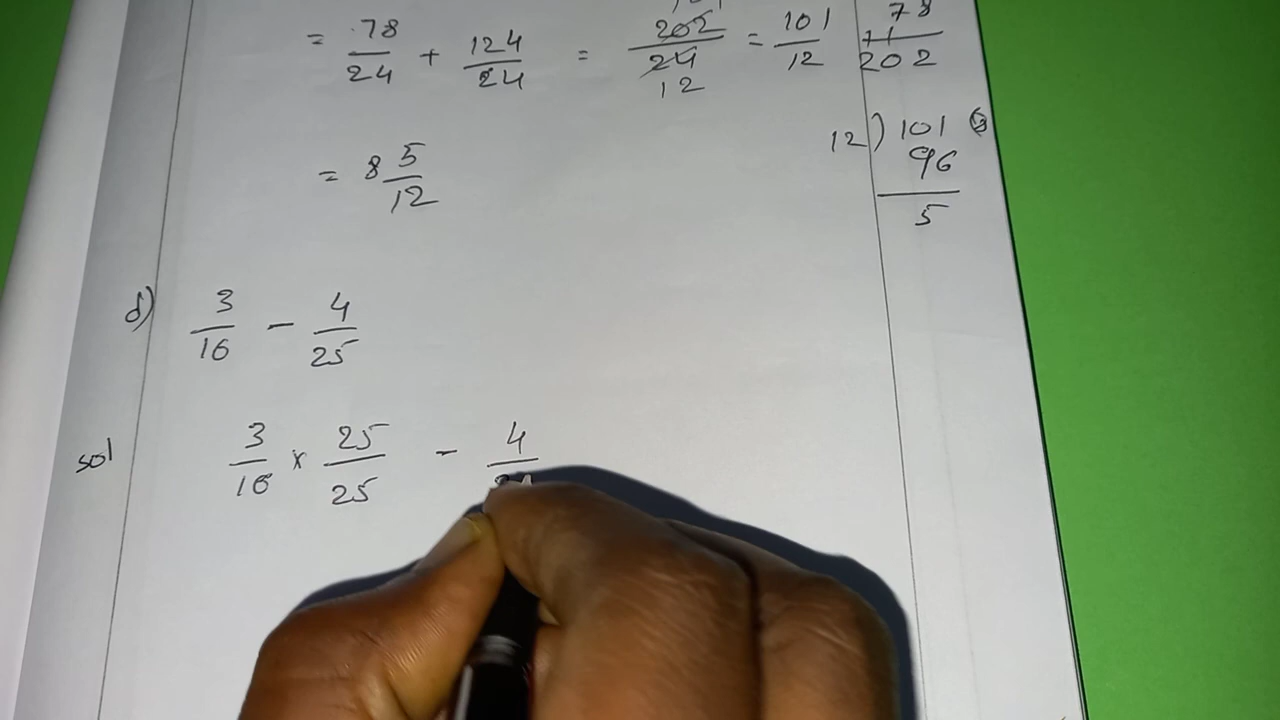 = 78/24 + 124/24 = 202/24 = 101/12
12
78
202
= 8 5/12
12 ) 101
96
5
d) 3/16 - 4/25
sol 3/16 x 25/25 - 4/